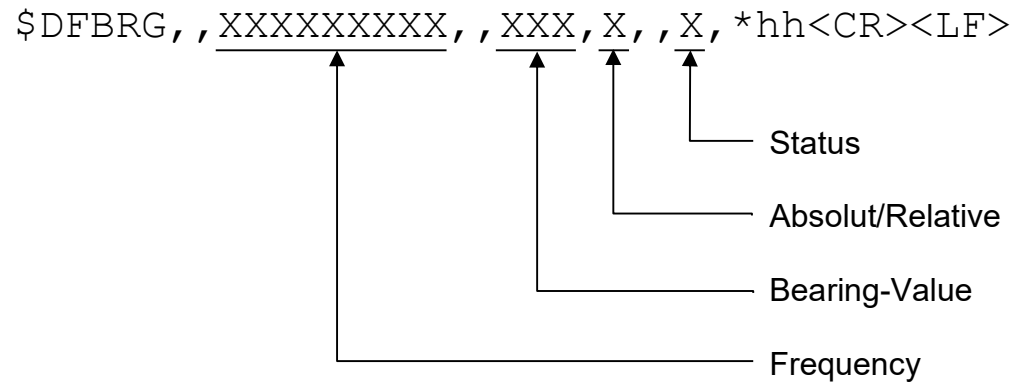 $DFBRG,,XXXXXXXXX,,XXX,X,,X,*hh<CR><LF>
Status
Absolut/Relative
Bearing-Value
Frequency